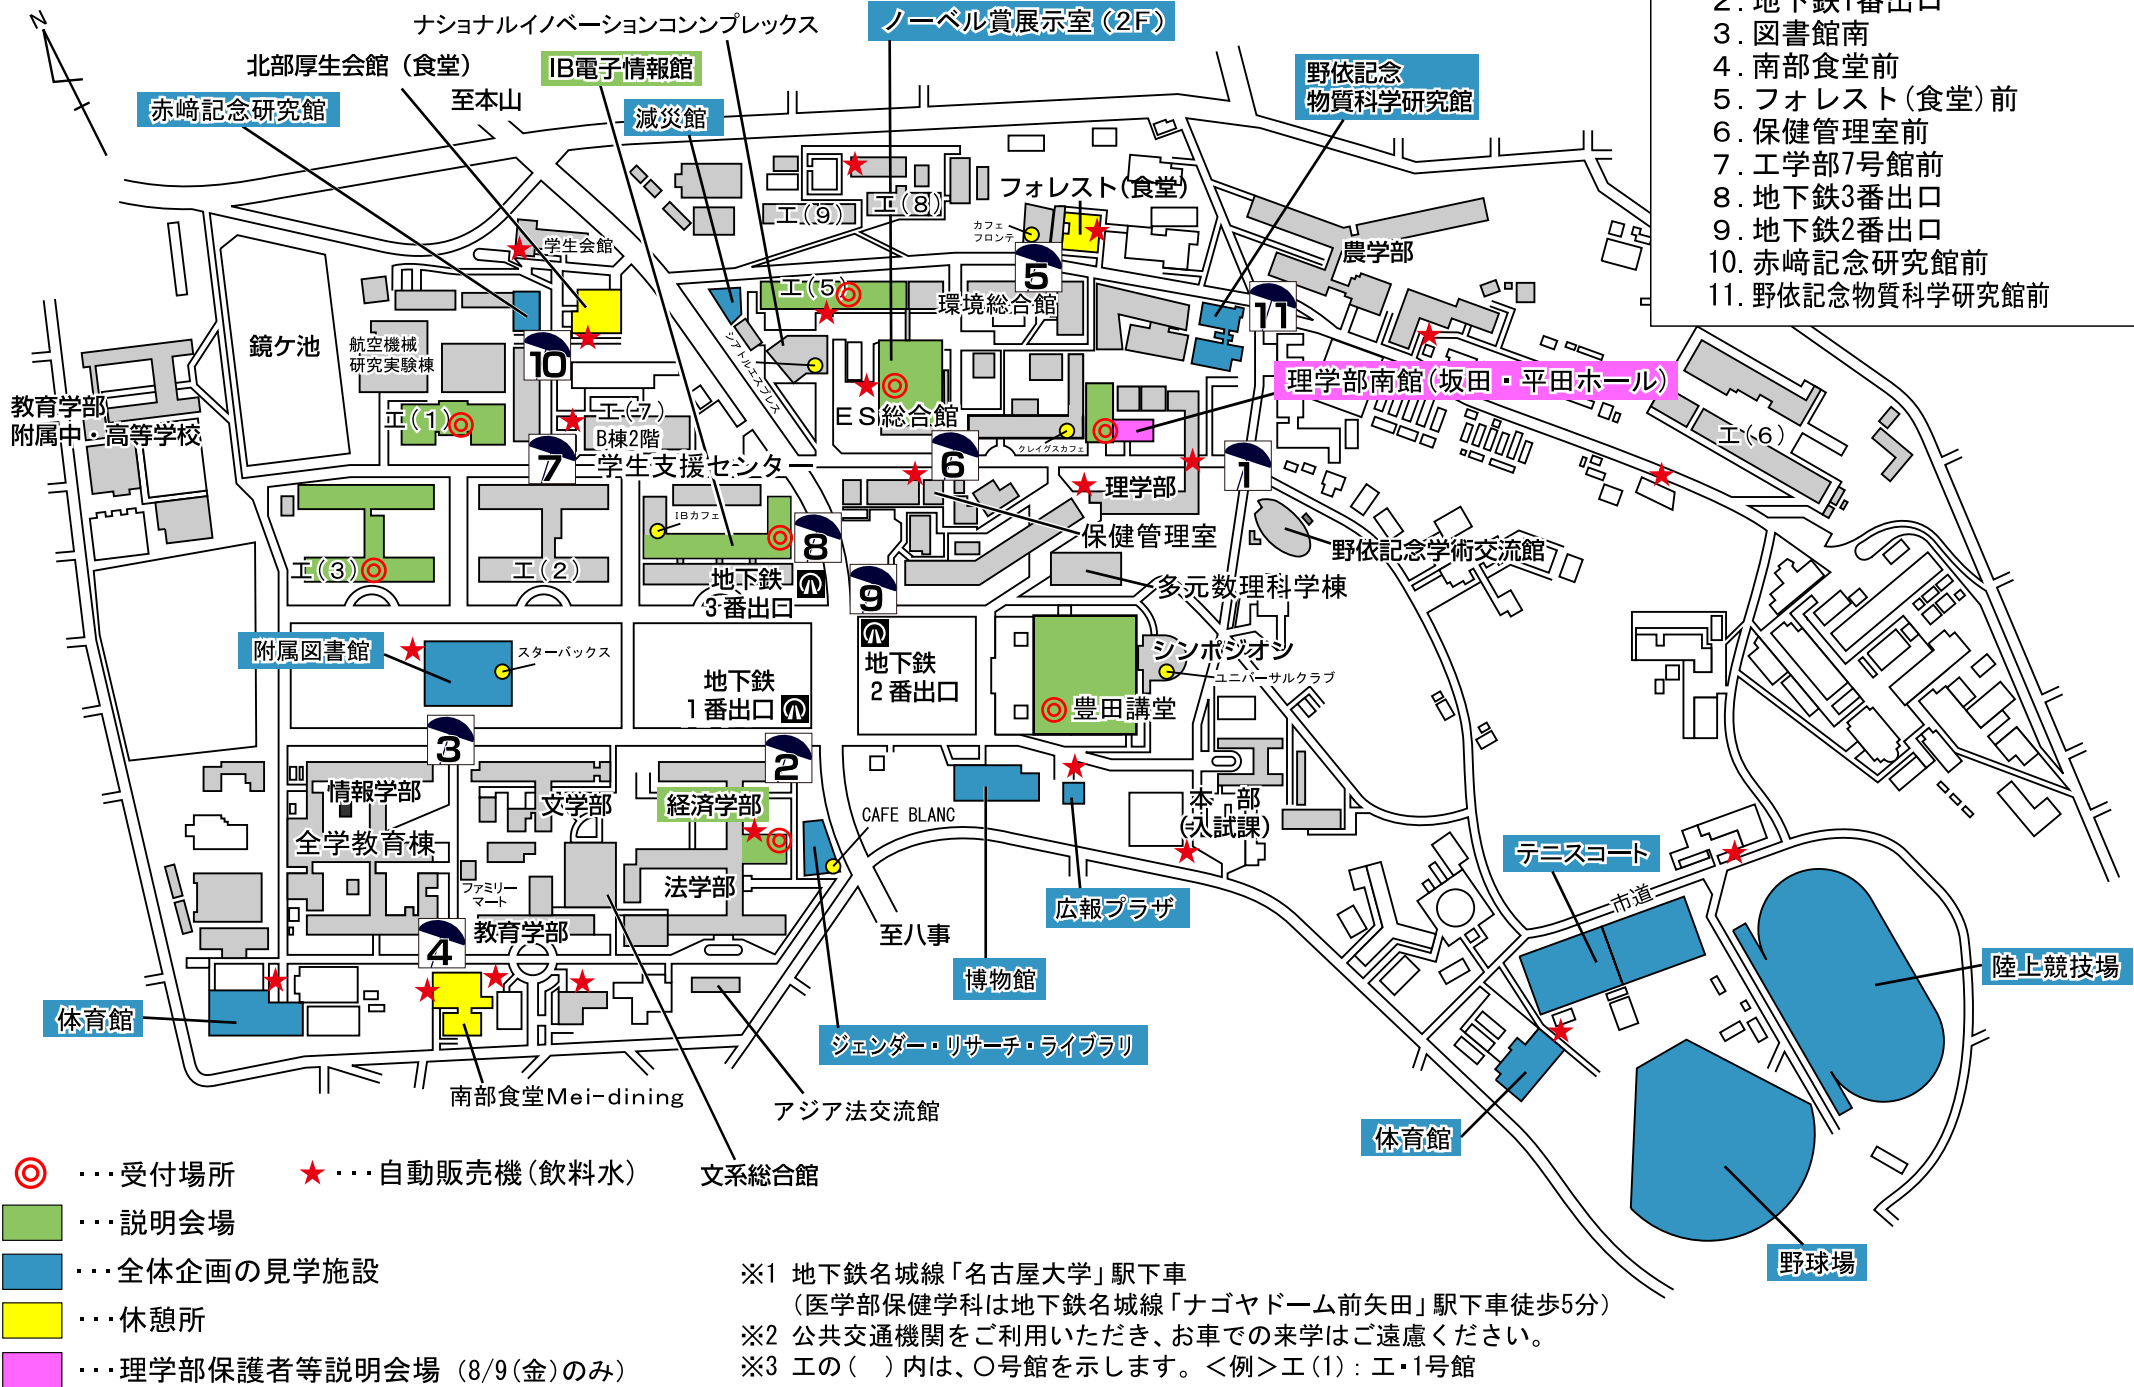 N
ナショナルイノベーションコンンプレックス
ノーベル賞展示室（2F）
北部厚生会館（食堂）
IB電子情報館
赤﨑記念研究館
至本山
減災館
野依記念
物質科学研究館
2．地下鉄1番出口
3．図書館南
4．南部食堂前
5．フォレスト（食堂）前
6．保健管理室前
7．工学部7号館前
8．地下鉄3番出口
9．地下鉄2番出口
10．赤﨑記念研究館前
11．野依記念物質科学研究館前
フォレスト（食堂）
工（9）
工（8）
カフェ
フロンテ
5
学生会館
農学部
工（5）
環境総合館
11
鏡ケ池
航空機械
研究実験棟
10
シアトルエスプレス
理学部南館（坂田・平田ホール）
教育学部
附属中・高等学校
工（1）
工（7）
B棟2階
学生支援センター
ＥＳ総合館
クレイグスカフェ
工（6）
7
6
1
理学部
IBカフェ
8
保健管理室
野依記念学術交流館
工（3）
工（2）
地下鉄
3番出口
9
多元数理科学棟
附属図書館
スターバックス
地下鉄
2番出口
シンポジオン
ユニバーサルクラブ
地下鉄
1番出口
豊田講堂
3
2
情報学部
文学部
経済学部
CAFE BLANC
本 部
（入試課）
全学教育棟
テニスコート
ファミリー
マート
法学部
市道
4
教育学部
至八事
広報プラザ
博物館
陸上競技場
体育館
ジェンダー・リサーチ・ライブラリ
南部食堂Mei-dining
アジア法交流館
体育館
文系総合館
野球場
◎ ･･･受付場所
★ ･･･自動販売機（飲料水）
･･･説明会場
･･･全体企画の見学施設
･･･休憩所
･･･理学部保護者等説明会場（8/9（金）のみ）
※1 地下鉄名城線「名古屋大学」駅下車
（医学部保健学科は地下鉄名城線「ナゴヤドーム前矢田」駅下車徒歩5分）
※2 公共交通機関をご利用いただき、お車での来学はご遠慮ください。
※3 工の（ ）内は、○号館を示します。＜例＞工（1）：工・1号館